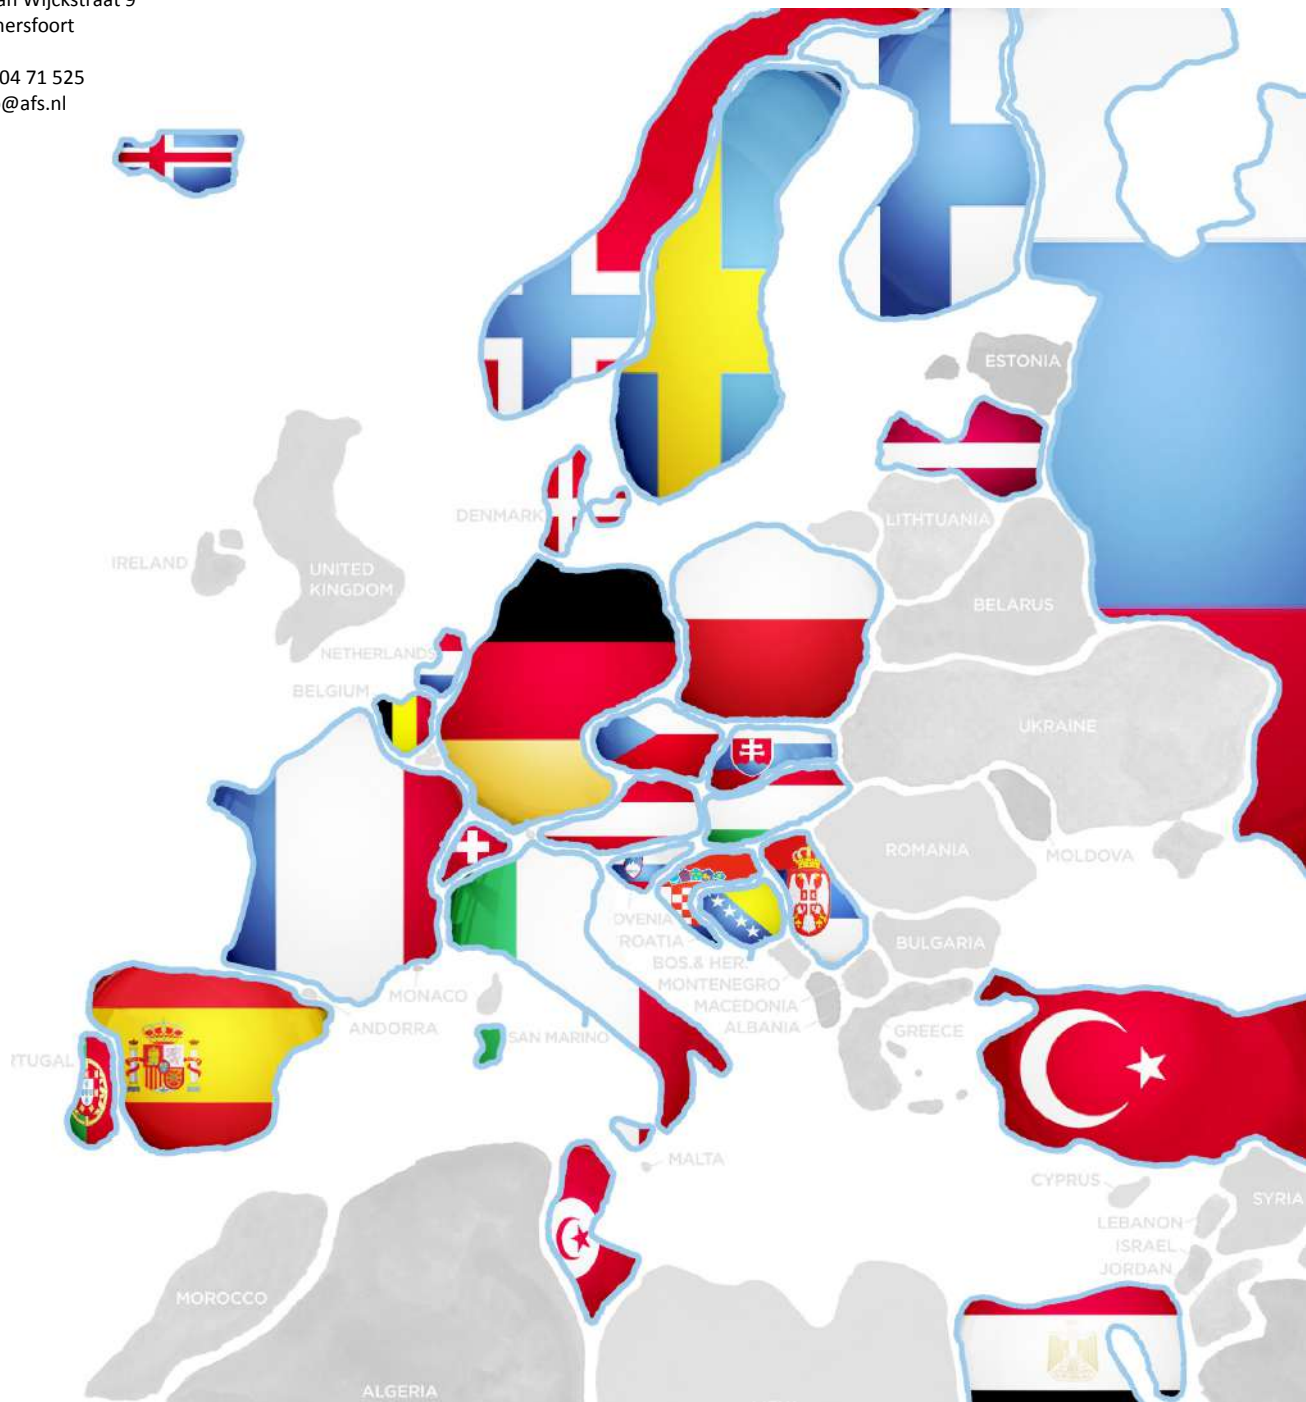 an Wijckstraat 9
mersfoort
04 71 525
@afs.nl
ESTONIA
DENMARK
LITHTUANIA
IRELAND
UNITED
KINGDOM
BELARUS
NETHERLANDS
BELGIUM
UKRAINE
ROMANIA
MOLDOVA
OVENIA
ROATIA
BULGARIA
BOS.& HER.
MONTENEGRO
MONACO
MACEDONIA
ANDORRA
ALBANIA
GREECE
SAN MARINO
TUGAL
MALTA
CYPRUS
SYRIA
LEBANON
ISRAEL
JORDAN
MOROCCO
ALGERIA